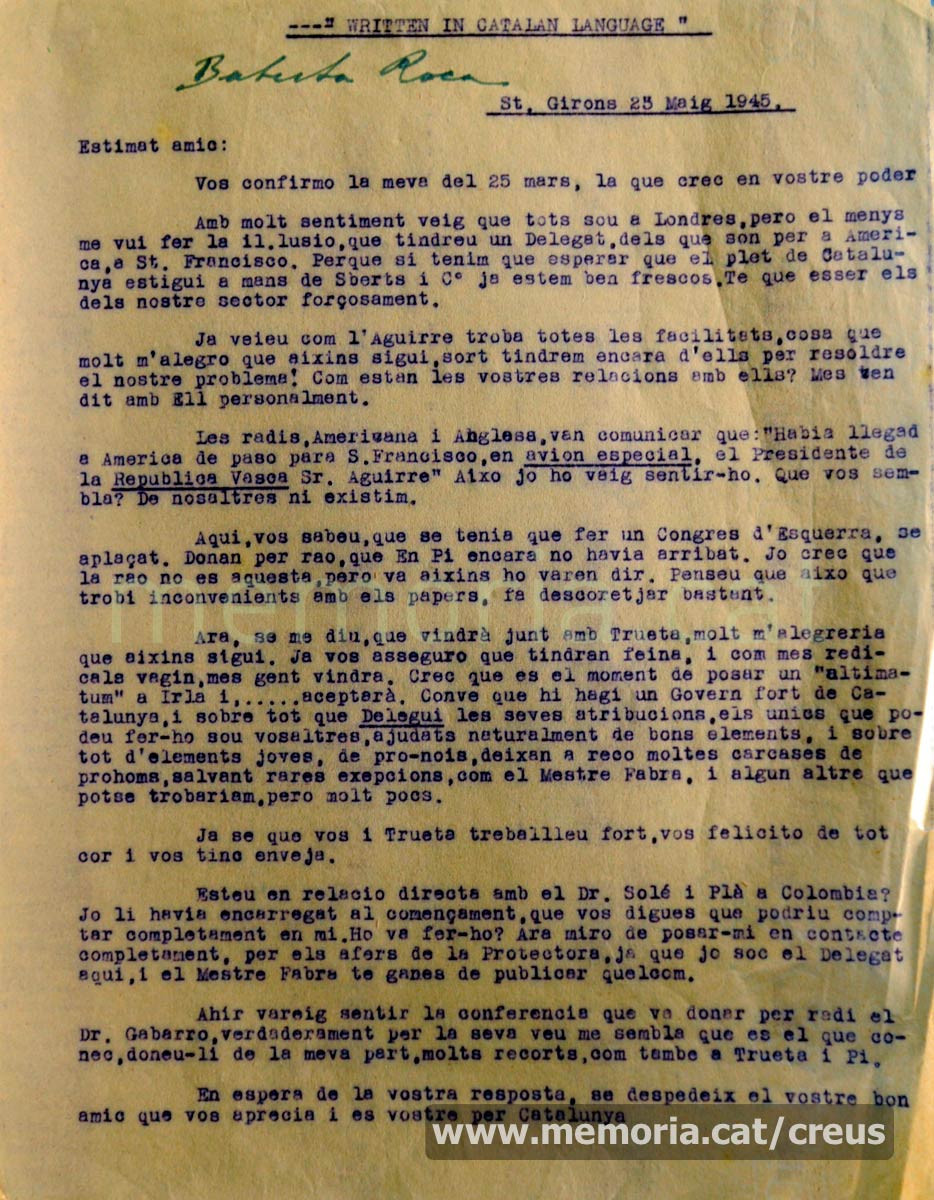 ---" WRITTEN IN CATALAN LANGUAGE "
Batista Roca
St. Girons 25 Maig 1945.
Estimat amic:
Vos confirmo la meva del 25 mars, la que crec en vostre poder
Amb molt sentiment veig que tots sou a Londres,pero el menys
me vui fer la il.lusio,que tindreu un Delegat,dels que son per a Ameri-
ca,a St. Francisco. Perque si tenim que esperar que el plet de Catalu-
nya estigui a mans de Sberts i Cº ja estem ben frescos.Te que esser els
dels nostre sector forçosament.
Ja veieu com l'Aguirre troba totes les facilitats,cosa que
molt m'alegro que aixins sigui,sort tindrem encara d'ells per resoldre
el nostre problema! Com estan les vostres relacions amb ells? Mes ben
dit amb Ell personalment.
Les radis,Americana i Anglesa,van comunicar que:"Habia llegad
a America de paso para S.Francisco,en avion especial, el Presidente de
la Republica Vasca Sr. Aguirre" Aixo jo ho vaig sentir-ho. Que vos sem-
bla? De nosaltres ni existim.
Aqui,vos sabeu,que se tenia que fer un Congres d'Esquerra, se
aplaçat. Donan per rao,que En Pi encara no havia arribat. Jo crec que
la rao no es aquesta,pero va aixins ho varen dir. Penseu que aixo que
trobi inconvenients amb els papers, fa descoretjar bastant.
Ara, se me diu,que vindrà junt amb Trueta,molt m'alegreria
que aixins sigui. Ja vos asseguro que tindran feina, i com mes redi-
cals vagin,mes gent vindra. Crec que es el moment de posar un "altima-
tum" a Irla i,.....aceptarà. Conve que hi hagi un Govern fort de Ca-
talunya,i sobre tot que Delegui les seves atribucions,els unics que po-
deu fer-ho sou vosaltres,ajudats naturalment de bons elements, i sobre
tot d'elements joves, de pro-nois,deixan a reco moltes carcases de
prohoms,salvant rares exepcions,com el Mestre Fabra, i algun altre que
potse trobariam,pero molt pocs.
Ja se que vos i Trueta treballleu fort,vos felicito de tot
cor i vos tinc enveja.
Esteu en relacio directa amb el Dr. Solé i Plà a Colombia?
Jo li havia encarregat al començament,que vos digues que podriu comp-
tar completament en mi.Ho va fer-ho? Ara miro de posar-mi en contacte
completament, per els afers de la Protectora,ja que jo soc el Delegat
aqui,i el Mestre Fabra te ganes de publicar quelcom.
Ahir vareig sentir la conferencia que va donar per radi el
Dr. Gabarro,verdaderament per la seva veu me sembla que es el que co-
nec,doneu-li de la meva part,molts recorts,com tambe a Trueta i Pi.
En espera de la vostra resposta, se despedeix el vostre bon
amic que vos aprecia i es vostre per Catalunya
www.memoria.cat/creus